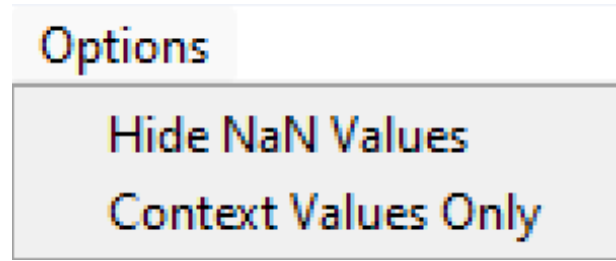 Options
Hide NaN Values
Context Values Only